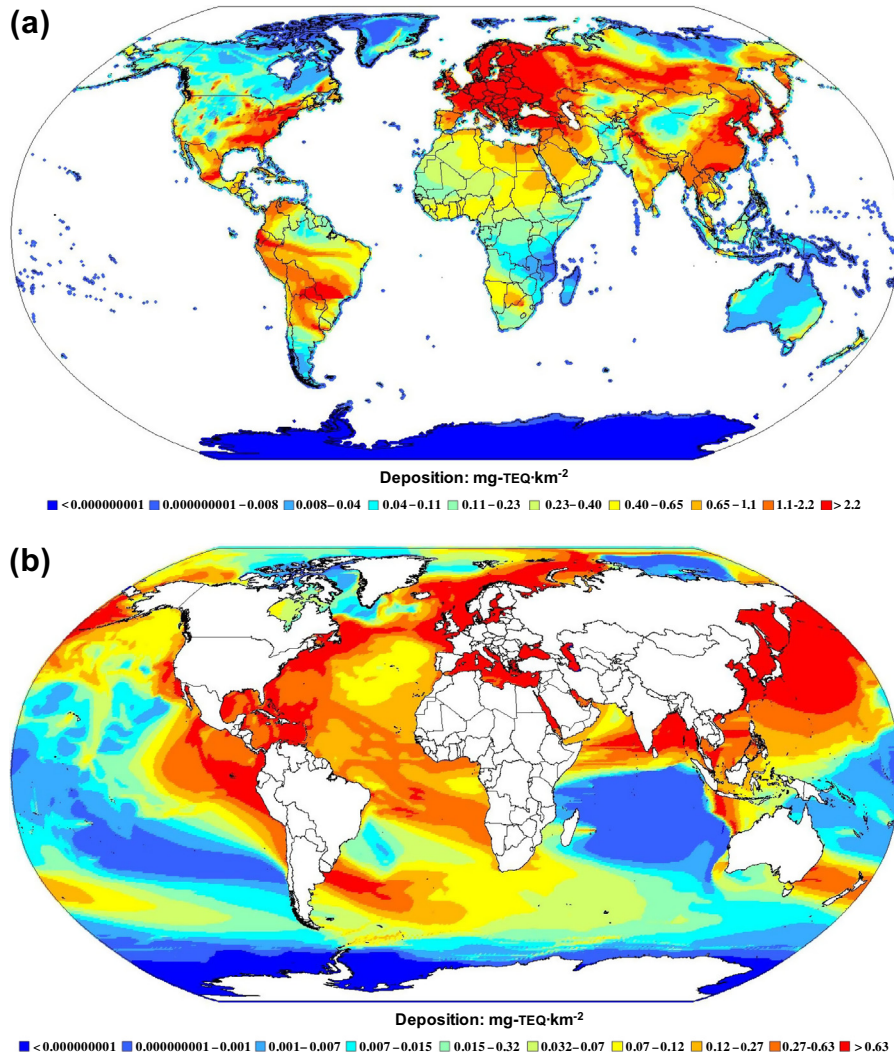 (a)
Deposition: mg-TEQ·km-2
< 0.000000001 0.000000001-0.008 0.008-0.04 0.04-0.11 0.11-0.23 0.23-0.40 0.40-0.65 0.65-1.1 1.1-2.2 > 2.2
(b)
Deposition: mg-TEQ·km-2
< 0.000000001 0.000000001-0.001 0.001-0.007 0.007-0.015 0.015-0.32 0.032-0.07 0.07-0.12 0.12-0.27 0.27-0.63 > 0.63